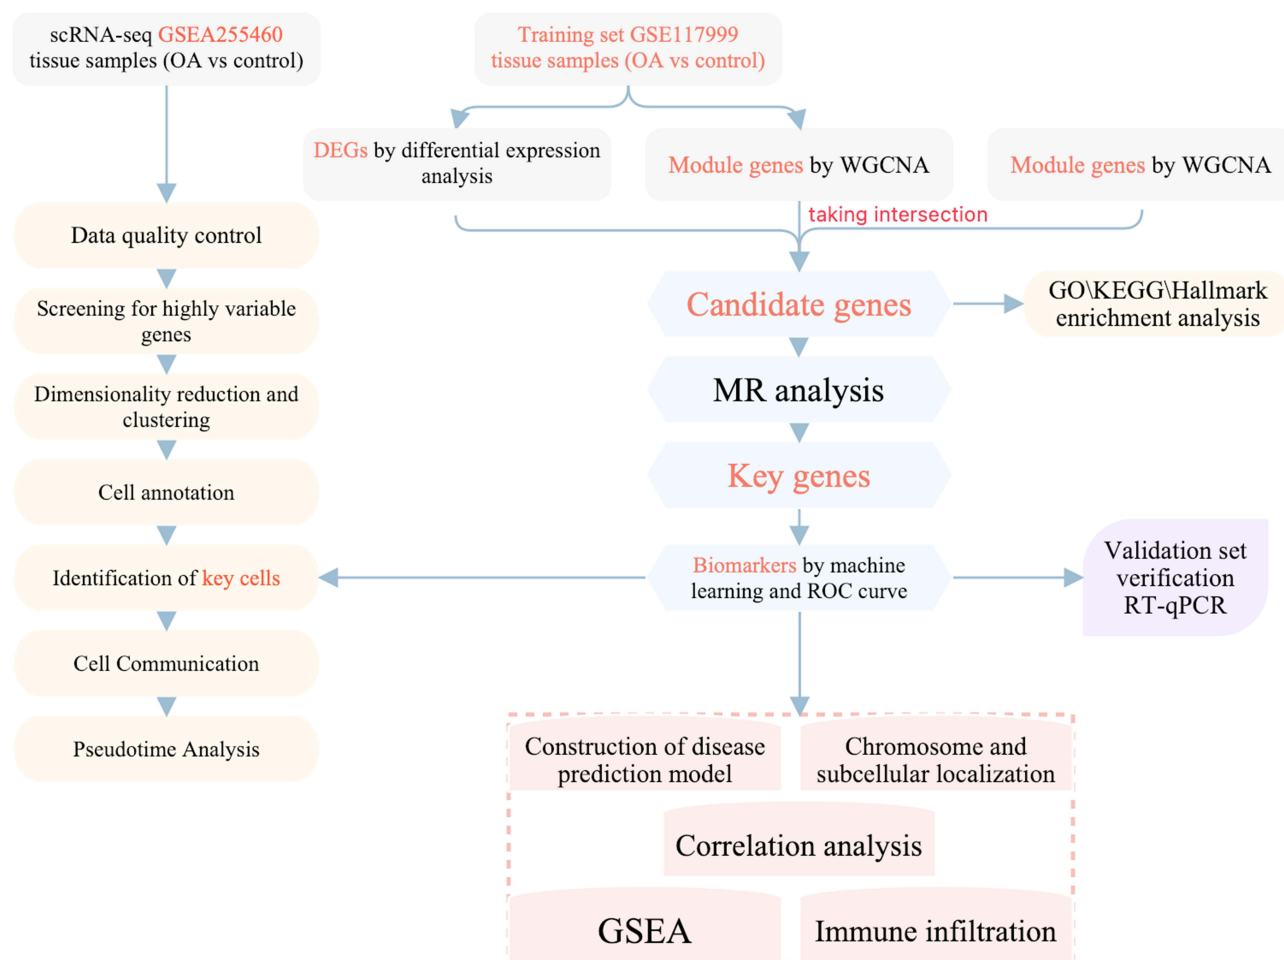 scRNA-seq GSEA255460
tissue samples (OA vs control)
Training set GSE117999
tissue samples (OA vs control)
DEGs by differential expression
analysis
Module genes by WGCNA
Module genes by WGCNA
taking intersection
Data quality control
Screening for highly variable
genes
Dimensionality reduction and
clustering
Cell annotation
Identification of key cells
Cell Communication
Pseudotime Analysis
Candidate genes
GO\KEGG\Hallmark
enrichment analysis
MR analysis
Key genes
Biomarkers by machine
learning and ROC curve
Validation set
verification
RT-qPCR
Construction of disease
prediction model
Chromosome and
subcellular localization
Correlation analysis
GSEA
Immune infiltration